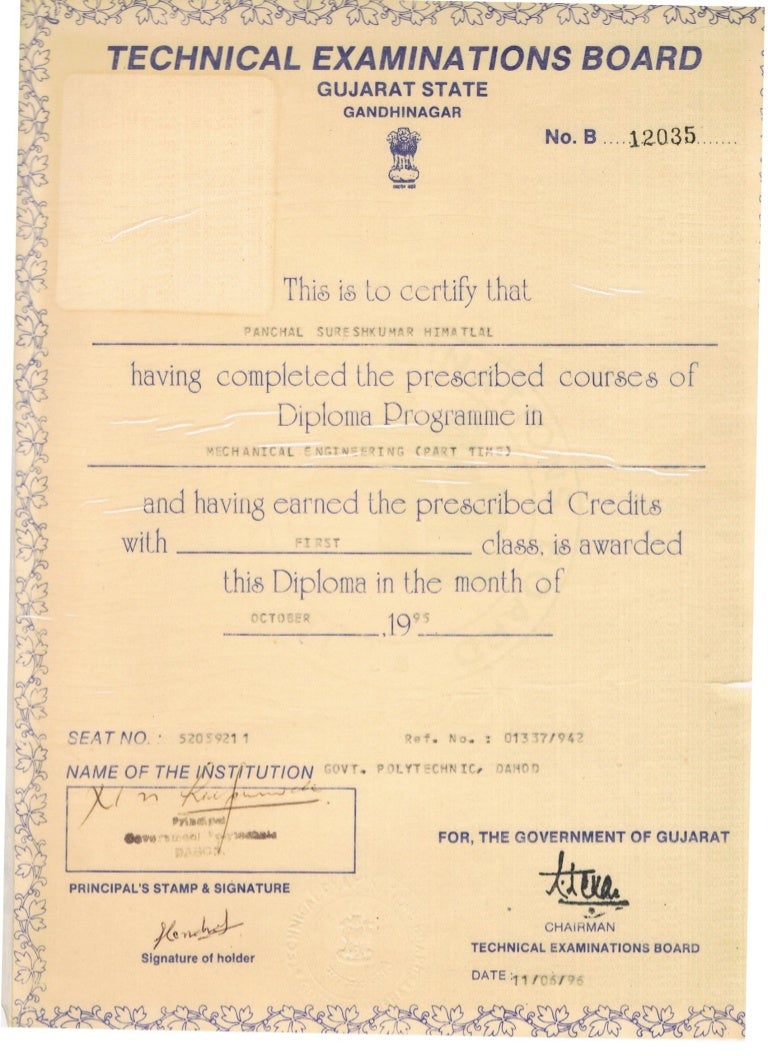 TECHNICAL EXAMINATIONS BOARD
GUJARAT STATE
GANDHINAGAR
No. B ....12035.......
This is to certify that
PANCHAL SURESHKUMAR HIMATLAL
having completed the prescribed courses of
Diploma Programme in
MECHANICAL ENGINEERING (PART TIME)
and having earned the prescribed Credits
with FIRST class, is awarded
this Diploma in the month of
OCTOBER ,1995
SEAT NO. : 52059211 Ref. No. : 01337/942
NAME OF THE INSTITUTION GOVT. POLYTECHNIC, DAHOD
Principal
Government Polytechnic
PRINCIPAL'S STAMP & SIGNATURE
Signature of holder
FOR, THE GOVERNMENT OF GUJARAT
CHAIRMAN
TECHNICAL EXAMINATIONS BOARD
DATE : 11/06/96